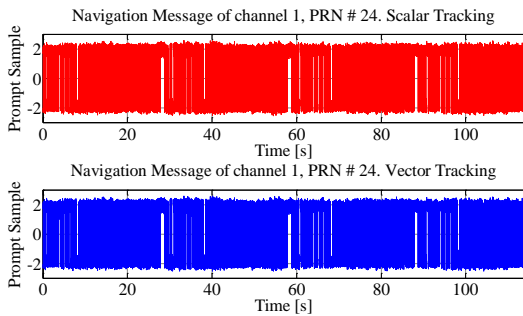 Navigation Message of channel 1, PRN # 24. Scalar Tracking
Prompt Sample
2
0
-2
0 20 40 60 80 100
Time [s]
Navigation Message of channel 1, PRN # 24. Vector Tracking
Prompt Sample
2
0
-2
0 20 40 60 80 100
Time [s]